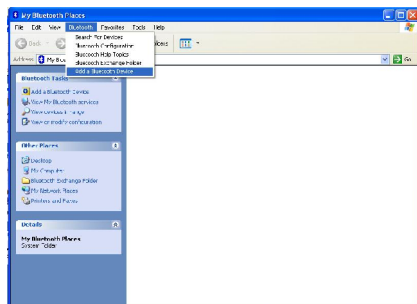 My Bluetooth Places
File Edit View Bluetooth Favorites Tools Help
Back
Search For Devices
Bluetooth Configuration
Bluetooth Help Topics
Bluetooth Exchange Folder
Add a Bluetooth Device
Address My Blue
Go
Bluetooth Tasks
Add a Bluetooth Device
View My Bluetooth services
View devices in range
View or modify configuration
Other Places
Desktop
My Computer
Bluetooth Exchange Folder
My Network Places
Printers and Faxes
Details
My Bluetooth Places
System Folder